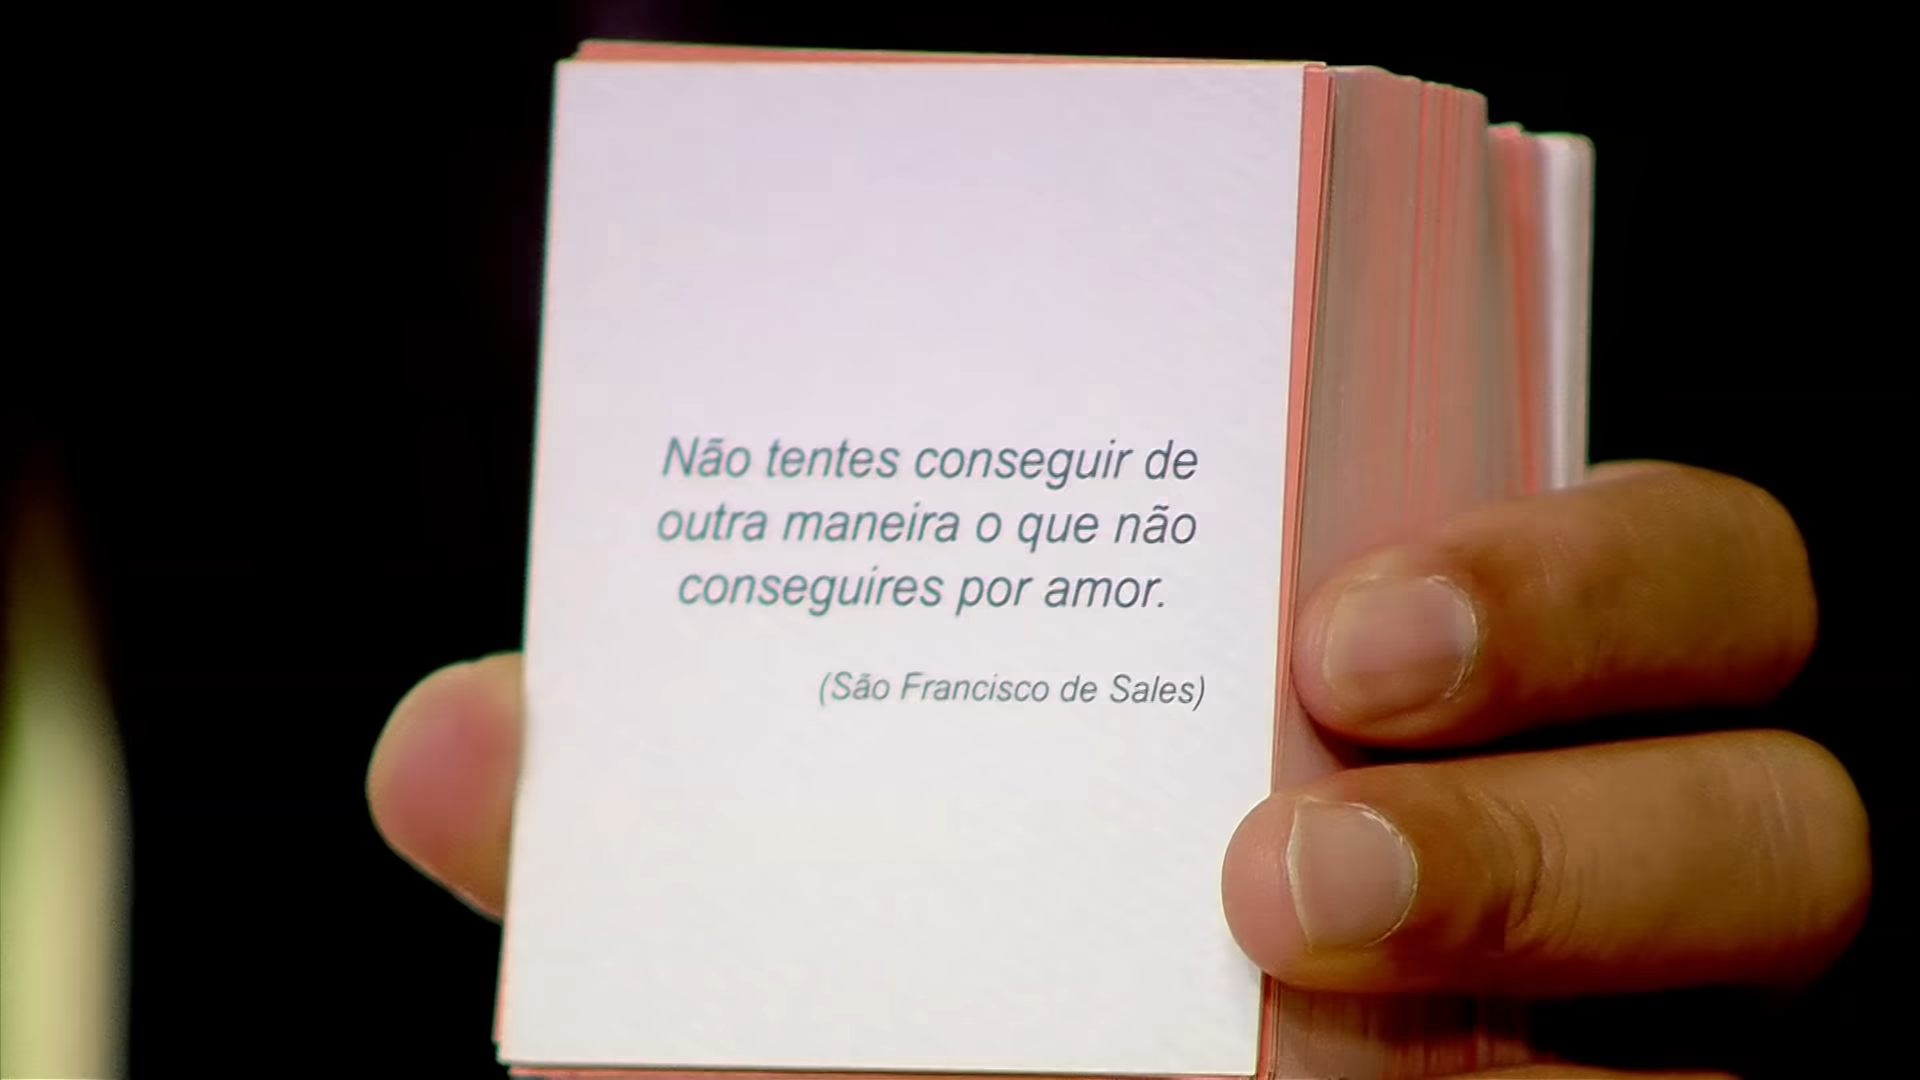 Não tentes conseguir de
outra maneira o que não
conseguires por amor.
(São Francisco de Sales)